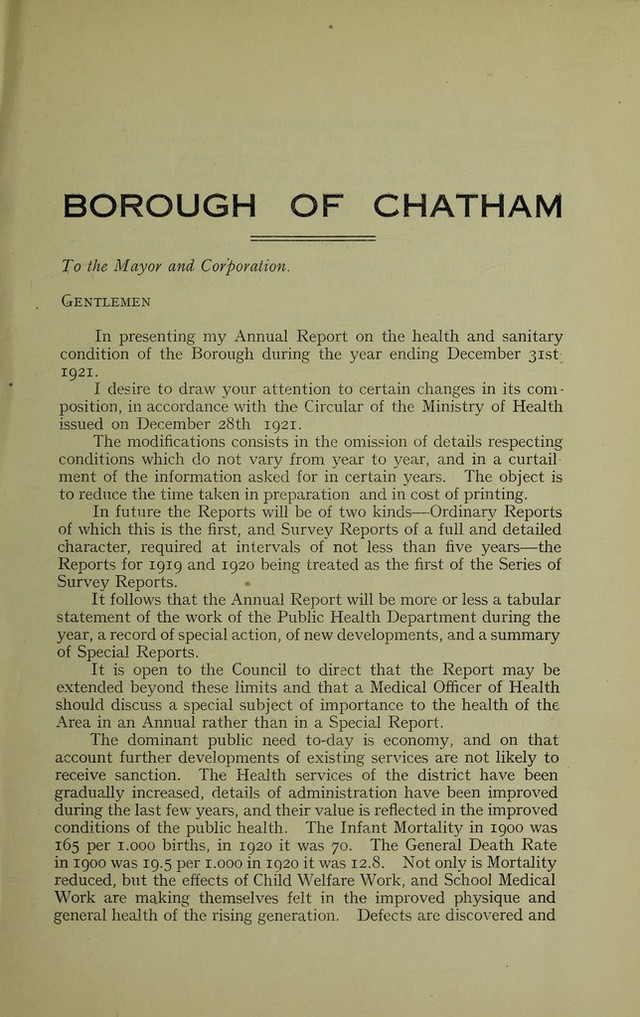 BOROUGH OF CHATHAM
To the Mayor and Corporation.
GENTLEMEN
In presenting my Annual Report on the health and sanitary
condition of the Borough during the year ending December 31st
1921.
I desire to draw your attention to certain changes in its com-
position, in accordance with the Circular of the Ministry of Health
issued on December 28th 1921.
The modifications consists in the omission of details respecting
conditions which do not vary from year to year, and in a curtail
ment of the information asked for in certain years. The object is
to reduce the time taken in preparation and in cost of printing.
In future the Reports will be of two kinds—Ordinary Reports
of which this is the first, and Survey Reports of a full and detailed
character, required at intervals of not less than five years—the
Reports for 1919 and 1920 being treated as the first of the Series of
Survey Reports.
It follows that the Annual Report will be more or less a tabular
statement of the work of the Public Health Department during the
year, a record of special action, of new developments, and a summary
of Special Reports.
It is open to the Council to direct that the Report may be
extended beyond these limits and that a Medical Officer of Health
should discuss a special subject of importance to the health of the
Area in an Annual rather than in a Special Report.
The dominant public need to-day is economy, and on that
account further developments of existing services are not likely to
receive sanction. The Health services of the district have been
gradually increased, details of administration have been improved
during the last few years, and their value is reflected in the improved
conditions of the public health. The Infant Mortality in 1900 was
165 per 1.000 births, in 1920 it was 70. The General Death Rate
in 1900 was 19.5 per 1.000 in 1920 it was 12.8. Not only is Mortality
reduced, but the effects of Child Welfare Work, and School Medical
Work are making themselves felt in the improved physique and
general health of the rising generation. Defects are discovered and